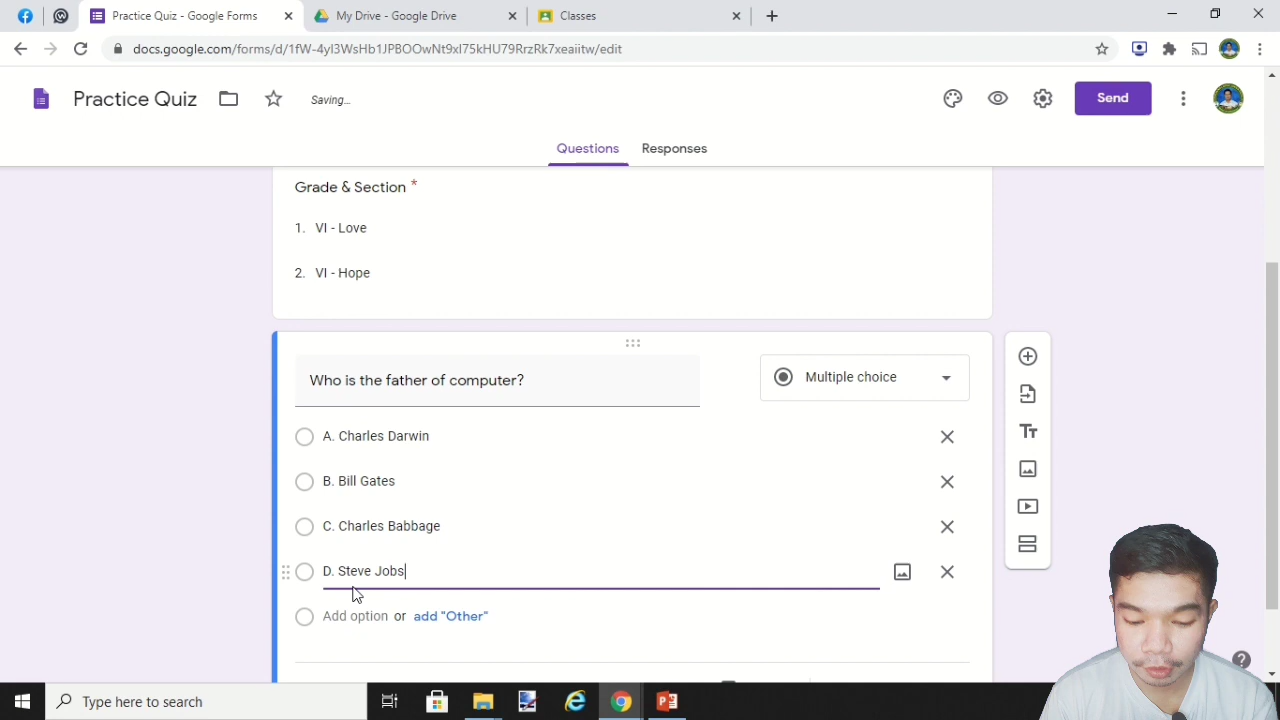 Practice Quiz - Google Forms
My Drive - Google Drive
Classes
docs.google.com/forms/d/1fW-4yl3WsHb1JPBOOwNt9xl75kHU79RrzRk7xeaiitw/edit
Practice Quiz
Saving...
Send
Questions
Responses
Grade & Section *
1. VI - Love
2. VI - Hope
Who is the father of computer?
Multiple choice
A. Charles Darwin
B. Bill Gates
C. Charles Babbage
D. Steve Jobs
Add option or add "Other"
Type here to search